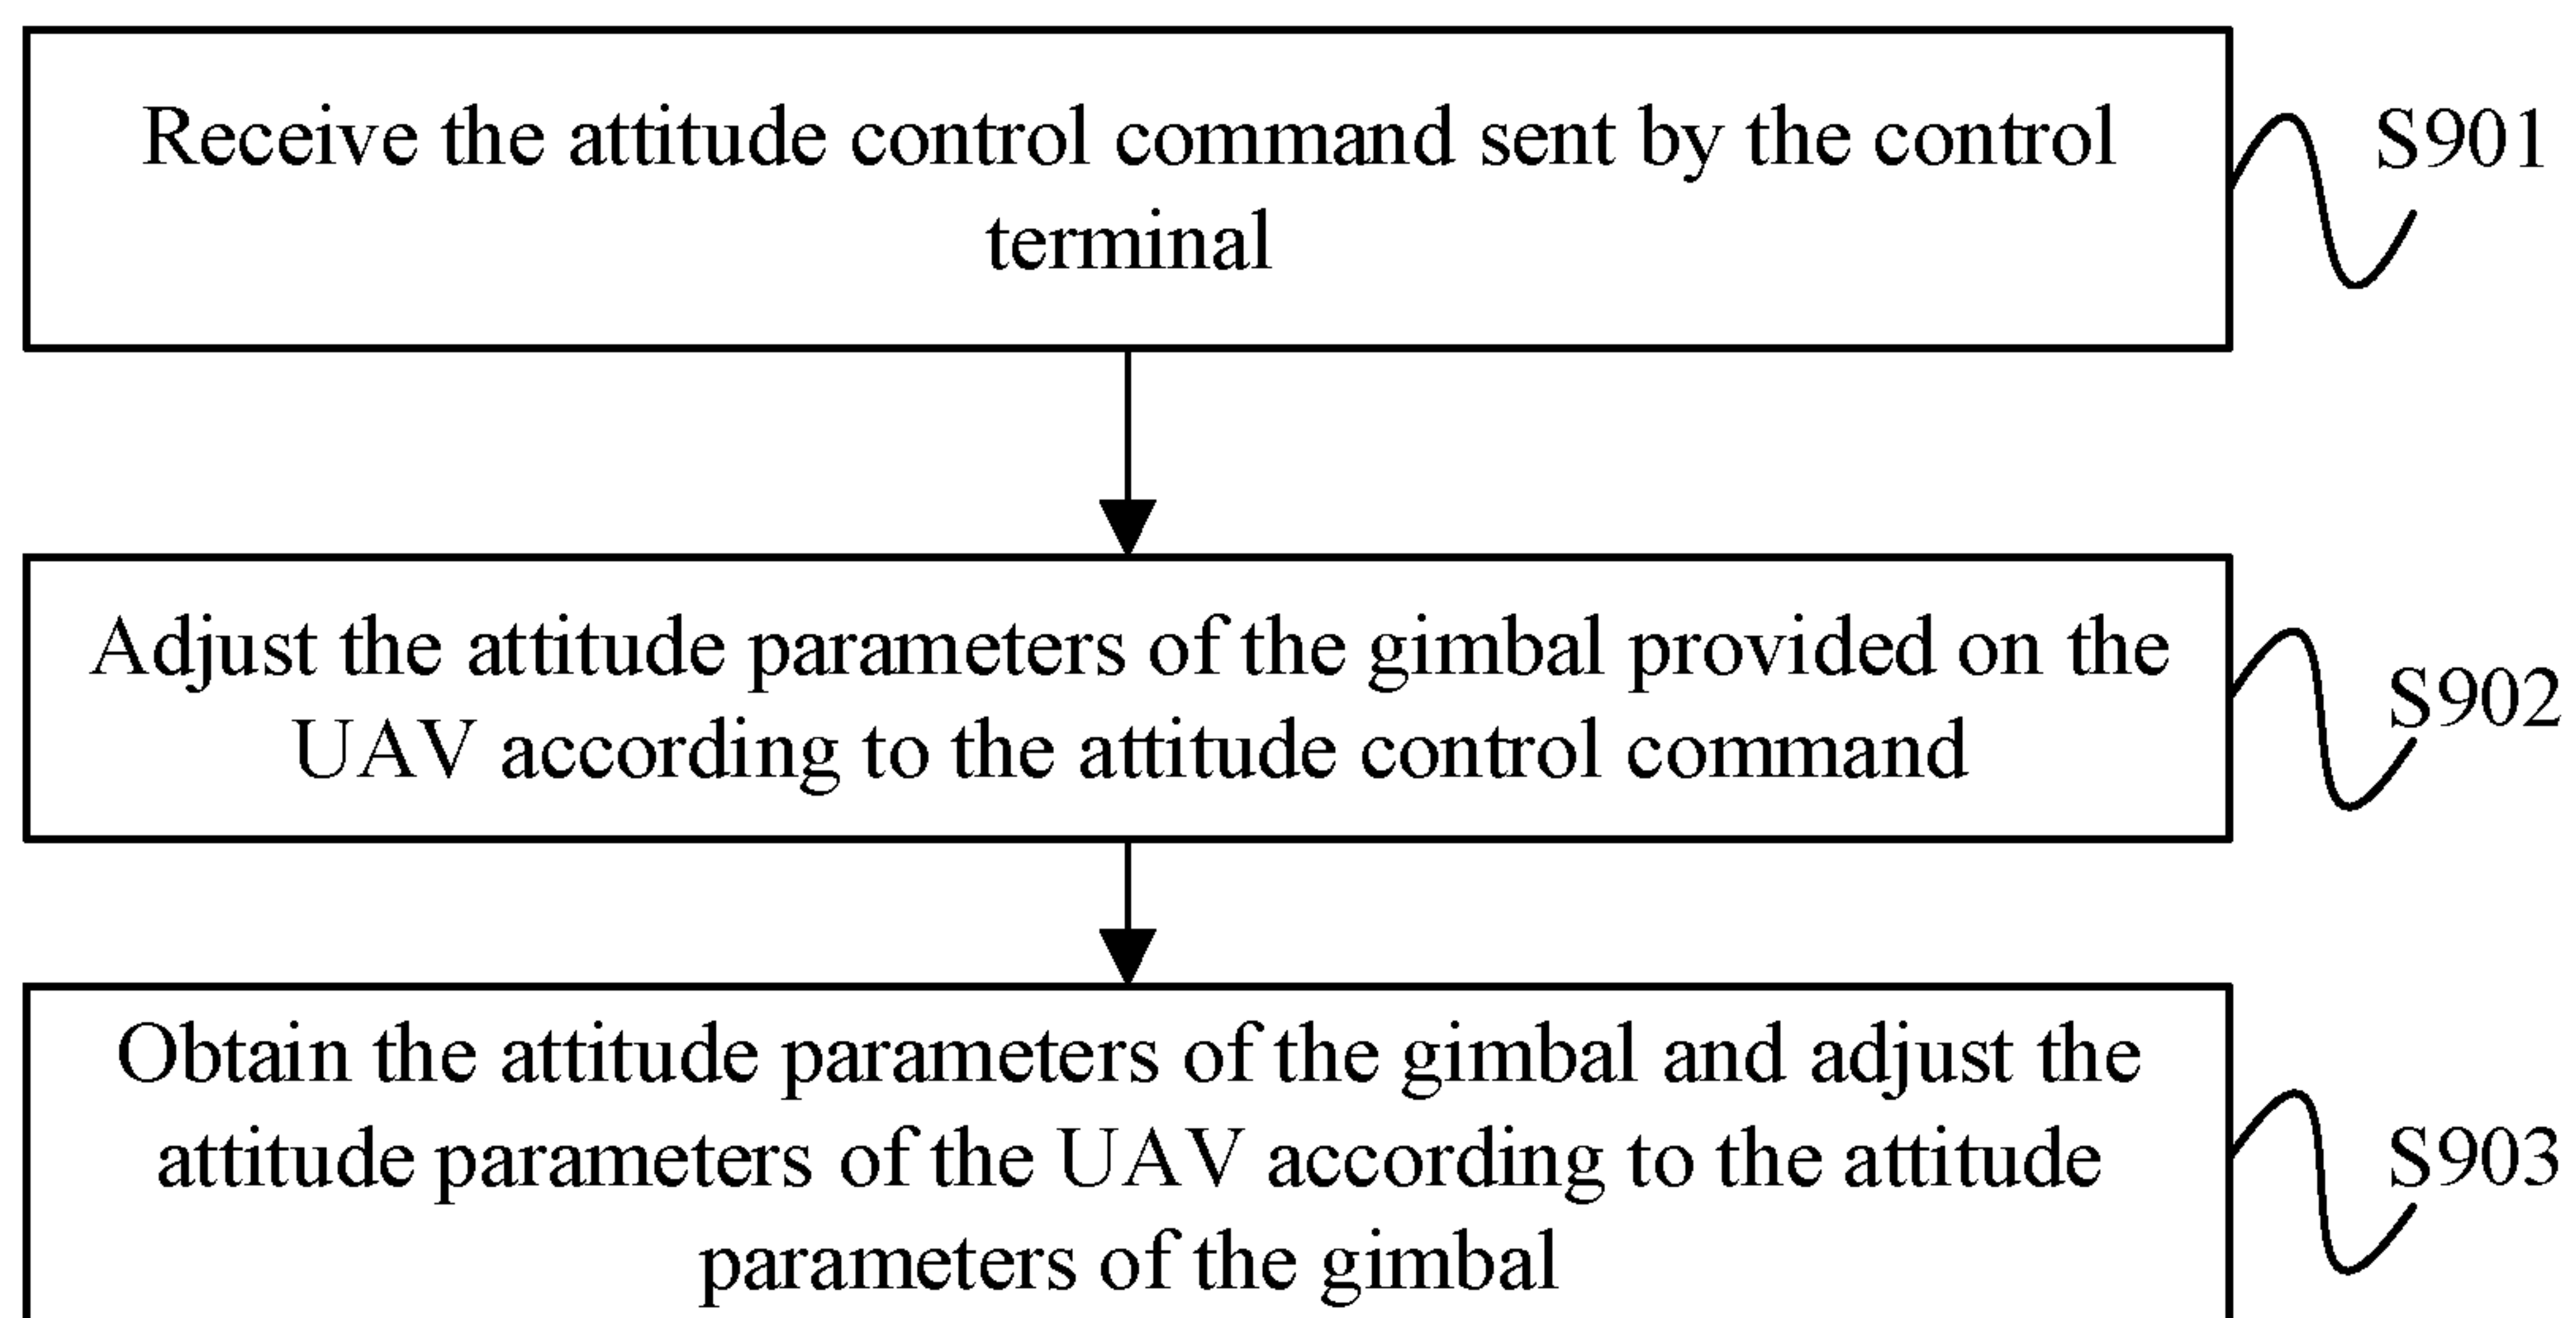 Receive the attitude control command sent by the control
terminal
S901
Adjust the attitude parameters of the gimbal provided on the
UAV according to the attitude control command
S902
Obtain the attitude parameters of the gimbal and adjust the
attitude parameters of the UAV according to the attitude
parameters of the gimbal
S903